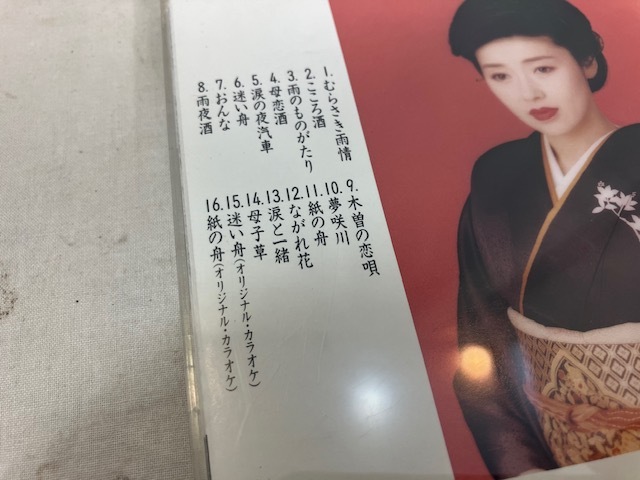 1.むらさき雨情
2.こころ酒
3.雨のものがたり
4.母恋酒
5.涙の夜汽車
6.迷い舟
7.おんな
8.雨夜酒
9.木曽の恋唄
10.夢咲川
11.紙の舟
12.ながれ花
13.涙と一緒
14.母子草
15.迷い舟(オリジナル・カラオケ)
16.紙の舟(オリジナル・カラオケ)